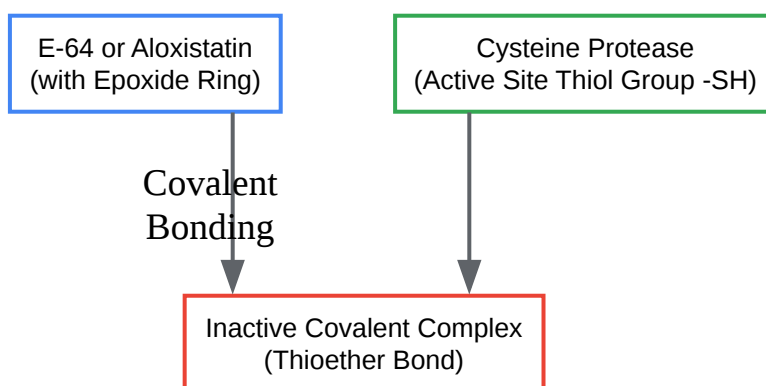 E-64 or Aloxistatin
(with Epoxide Ring)
Cysteine Protease
(Active Site Thiol Group -SH)
Covalent
Bonding
Inactive Covalent Complex
(Thioether Bond)